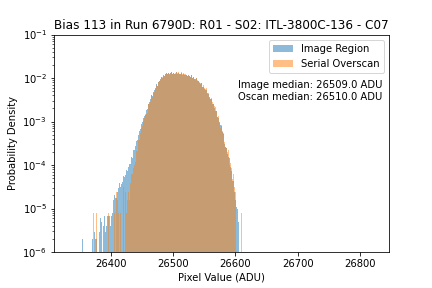 Bias 113 in Run 6790D: R01 - S02: ITL-3800C-136 - C07
10⁻¹
10⁻²
10⁻³
10⁻⁴
10⁻⁵
10⁻⁶
Probability Density
Image Region
Serial Overscan
Image median: 26509.0 ADU
Oscan median: 26510.0 ADU
26400 26500 26600 26700 26800
Pixel Value (ADU)